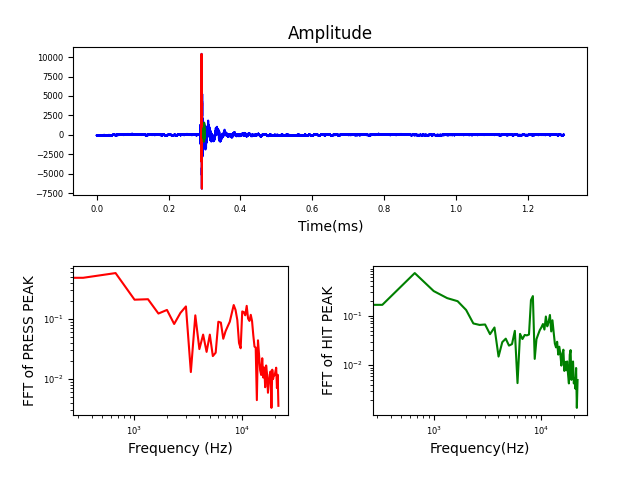 Amplitude
10000
7500
5000
2500
0
−2500
−5000
−7500
0.0 0.2 0.4 0.6 0.8 1.0 1.2
Time(ms)
FFT of PRESS PEAK
10⁻¹
10⁻²
10³ 10⁴
Frequency (Hz)
FFT of HIT PEAK
10⁻¹
10⁻²
10³ 10⁴
Frequency(Hz)